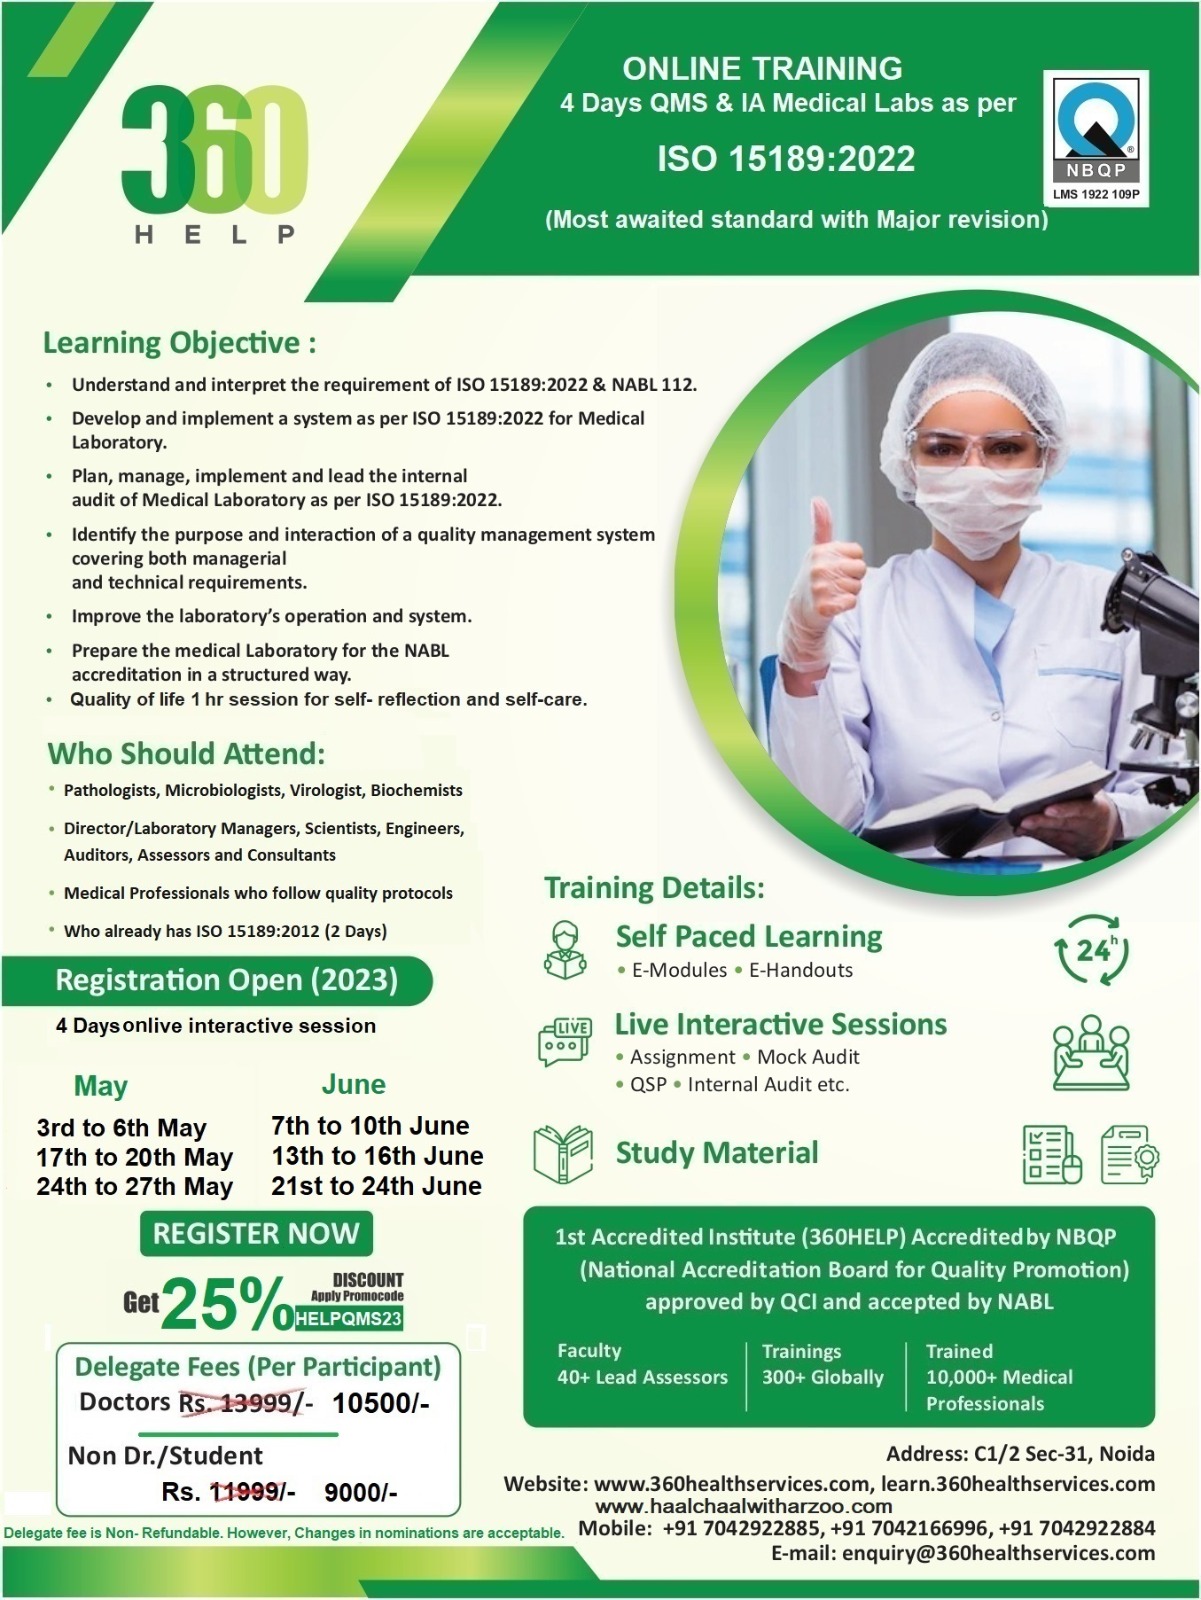 360
HELP
ONLINE TRAINING
4 Days QMS & IA Medical Labs as per
ISO 15189:2022
(Most awaited standard with Major revision)
®
NBQP
LMS 1922 109P
Learning Objective :
• Understand and interpret the requirement of ISO 15189:2022 & NABL 112.
• Develop and implement a system as per ISO 15189:2022 for Medical
Laboratory.
• Plan, manage, implement and lead the internal
audit of Medical Laboratory as per ISO 15189:2022.
• Identify the purpose and interaction of a quality management system
covering both managerial
and technical requirements.
• Improve the laboratory's operation and system.
• Prepare the medical Laboratory for the NABL
accreditation in a structured way.
• Quality of life 1 hr session for self- reflection and self-care.
Who Should Attend:
• Pathologists, Microbiologists, Virologist, Biochemists
• Director/Laboratory Managers, Scientists, Engineers,
Auditors, Assessors and Consultants
• Medical Professionals who follow quality protocols
• Who already has ISO 15189:2012 (2 Days)
Registration Open (2023)
4 Days onlive interactive session
May
3rd to 6th May
17th to 20th May
24th to 27th May
June
7th to 10th June
13th to 16th June
21st to 24th June
REGISTER NOW
Get 25% DISCOUNT
Apply Promocode
HELPQMS23
Delegate Fees (Per Participant)
Doctors Rs. 13999/- 10500/-
Non Dr./Student
Rs. 11999/- 9000/-
Delegate fee is Non- Refundable. However, Changes in nominations are acceptable.
Training Details:
Self Paced Learning
• E-Modules • E-Handouts
24h
LIVE
Live Interactive Sessions
• Assignment • Mock Audit
• QSP • Internal Audit etc.
Study Material
1st Accredited Institute (360HELP) Accredited by NBQP
(National Accreditation Board for Quality Promotion)
approved by QCI and accepted by NABL
Faculty
40+ Lead Assessors
Trainings
300+ Globally
Trained
10,000+ Medical
Professionals
Address: C1/2 Sec-31, Noida
Website: www.360healthservices.com, learn.360healthservices.com
www.haalchaalwitharzoo.com
Mobile: +91 7042922885, +91 7042166996, +91 7042922884
E-mail: enquiry@360healthservices.com